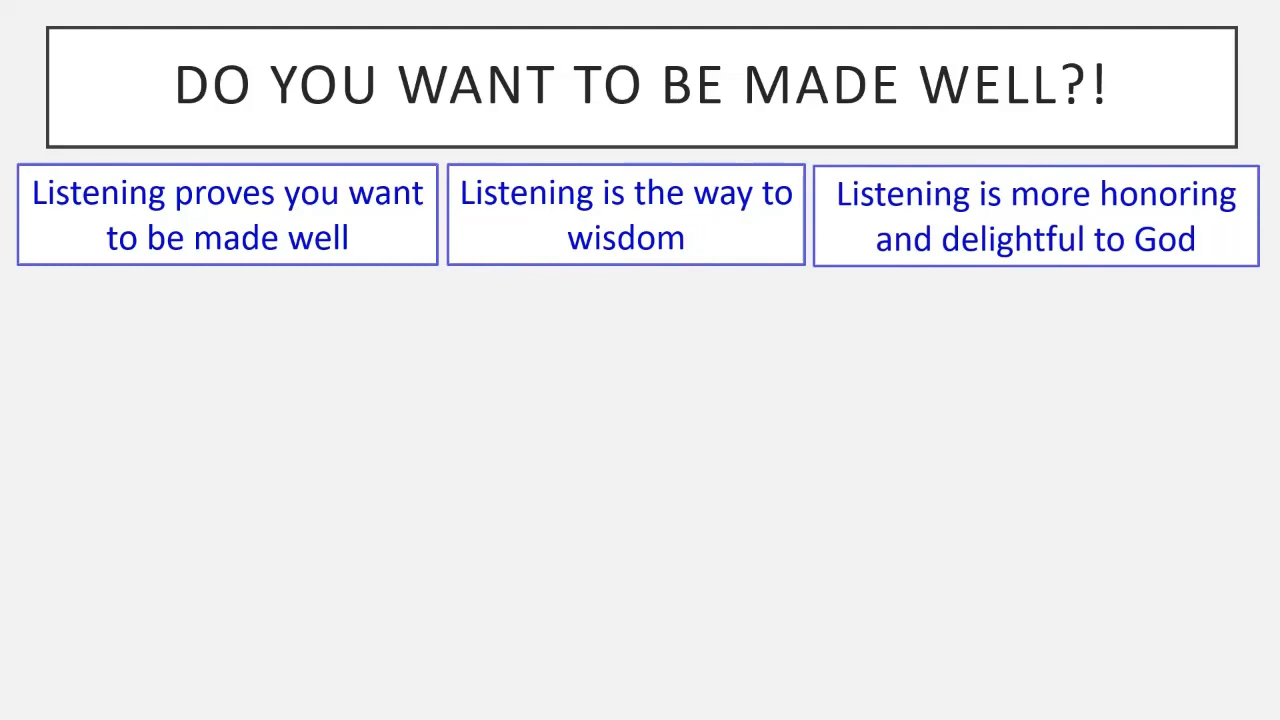 DO YOU WANT TO BE MADE WELL?!
Listening proves you want
to be made well
Listening is the way to
wisdom
Listening is more honoring
and delightful to God